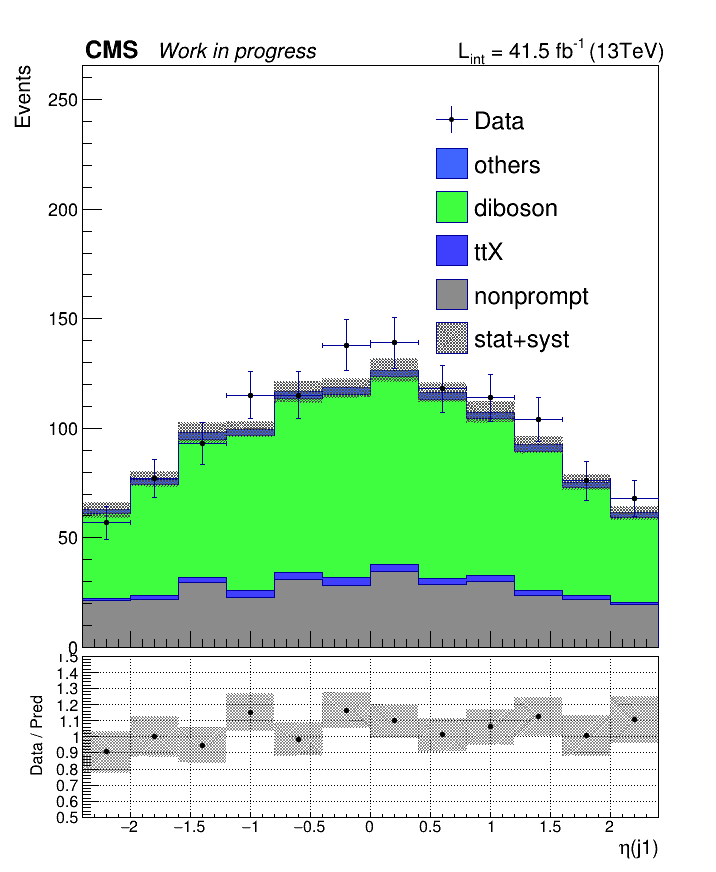 CMS Work in progress L_int = 41.5 fb^-1 (13TeV)
Events
250
200
150
100
50
0
Data
others
diboson
ttX
nonprompt
stat+syst
Data / Pred
1.5
1.4
1.3
1.2
1.1
1
0.9
0.8
0.7
0.6
0.5
−2 −1.5 −1 −0.5 0 0.5 1 1.5 2
η(j1)